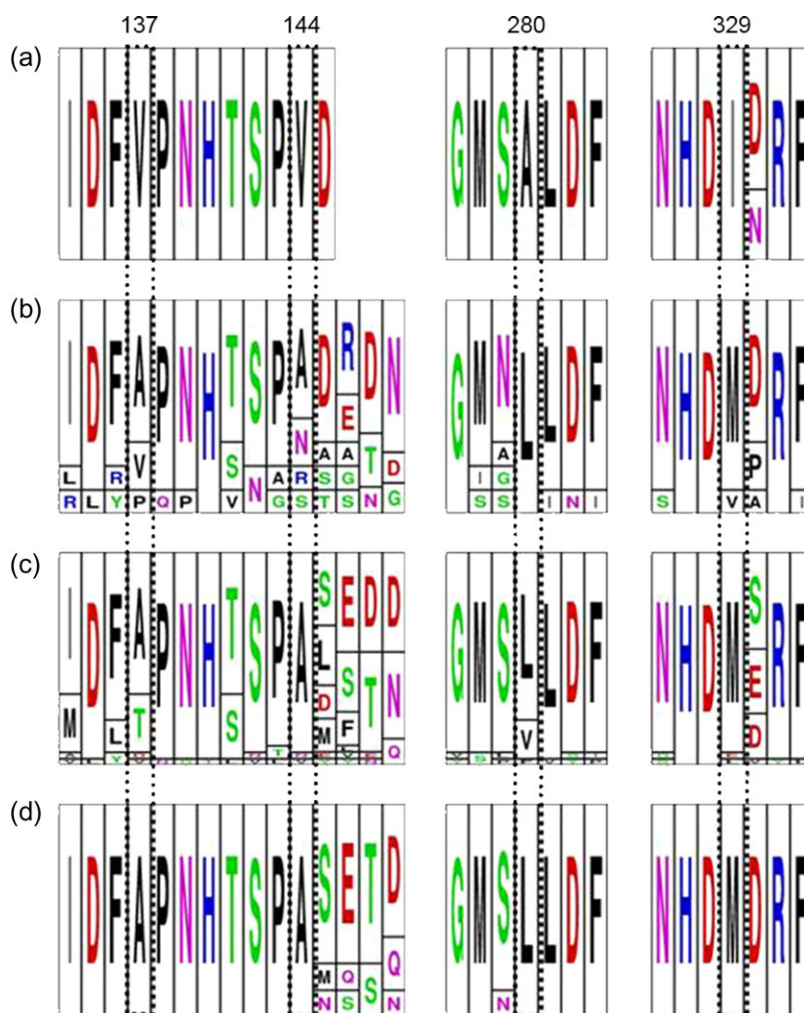 137 144 280 329
(a) I D F V P N H T S P V D G M S A L D F N H D I D R F
N
(b) I D F A P N H T S P A D R D N G M N L L D F N H D M D R F
V S N E T
A A D A P
L R N A R S G I G
R L Y P Q P V G S T S N G S S I N I S V A I
(c) I D F A P N H T S P A S E D D G M S L L D F N H D M S R F
M T S L S T N E
L D F V D
M Q
(d) I D F A P N H T S P A S E T D G M S L L D F N H D M D R F
M Q S Q
N S N N